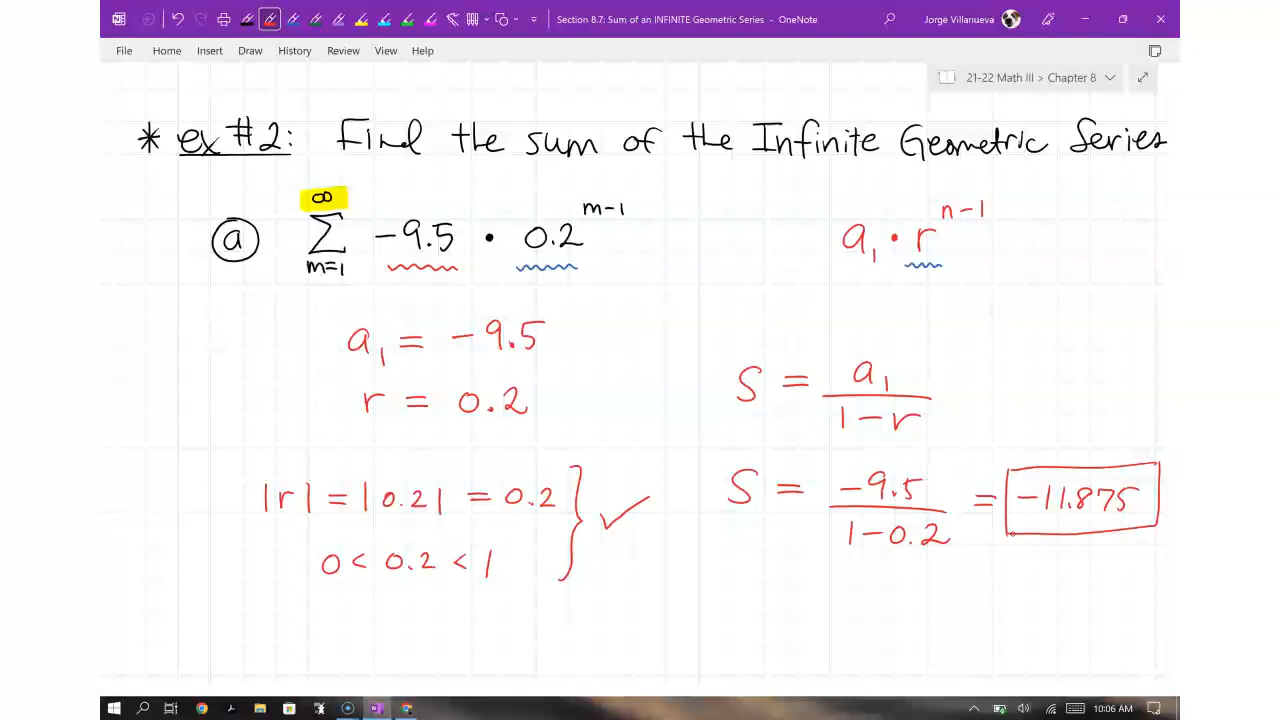 Section 8.7: Sum of an INFINITE Geometric Series - OneNote
Jorge Villanueva
File Home Insert Draw History Review View Help
21-22 Math III > Chapter 8
* ex #2: Find the sum of the Infinite Geometric Series
ⓐ ∞ Σ m=1 -9.5 • 0.2^(m-1)
a₁ • r^(n-1)
a₁ = -9.5
r = 0.2
|r| = |0.2| = 0.2
0 < 0.2 < 1 ✓
S = a₁ / 1-r
S = -9.5 / 1-0.2 = -11.875
10:06 AM